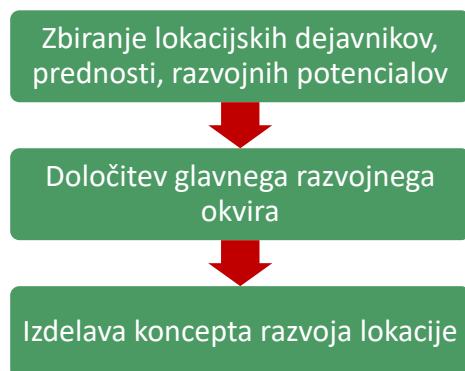 Zbiranje lokacijskih dejavnikov,
prednosti, razvojnih potencialov
Določitev glavnega razvojnega
okvira
Izdelava koncepta razvoja lokacije